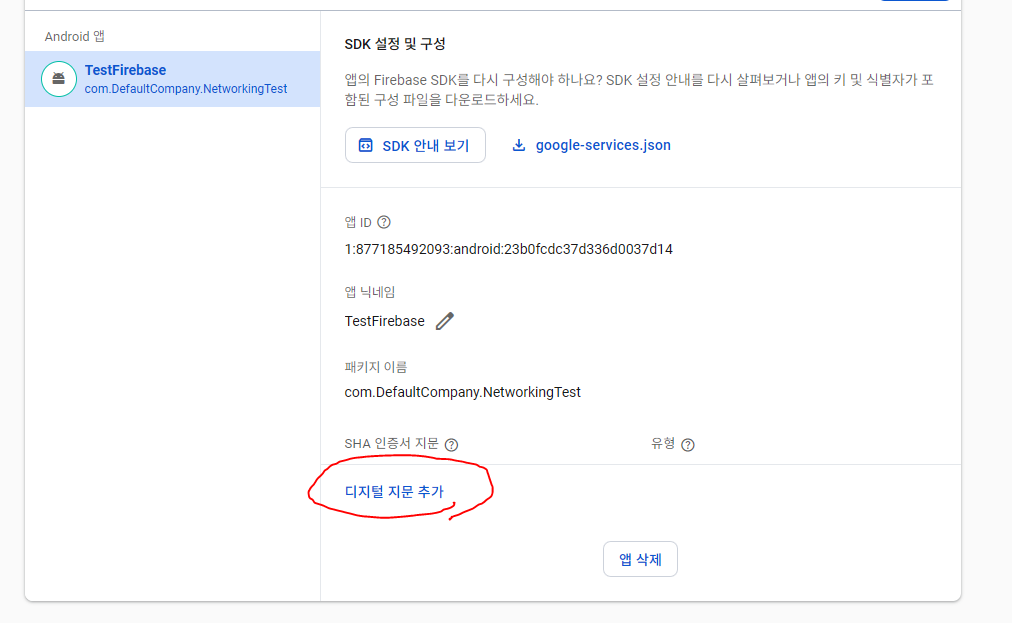 Android 앱
TestFirebase
com.DefaultCompany.NetworkingTest
SDK 설정 및 구성
앱의 Firebase SDK를 다시 구성해야 하나요? SDK 설정 안내를 다시 살펴보거나 앱의 키 및 식별자가 포
함된 구성 파일을 다운로드하세요.
SDK 안내 보기
google-services.json
앱 ID
1:877185492093:android:23b0fcdc37d336d0037d14
앱 닉네임
TestFirebase
패키지 이름
com.DefaultCompany.NetworkingTest
SHA 인증서 지문
유형
디지털 지문 추가
앱 삭제